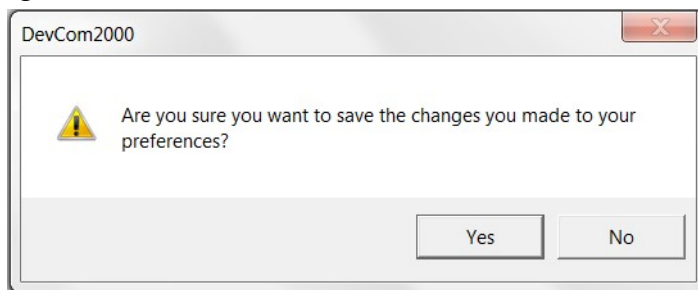 DevCom2000
Are you sure you want to save the changes you made to your
preferences?
Yes
No